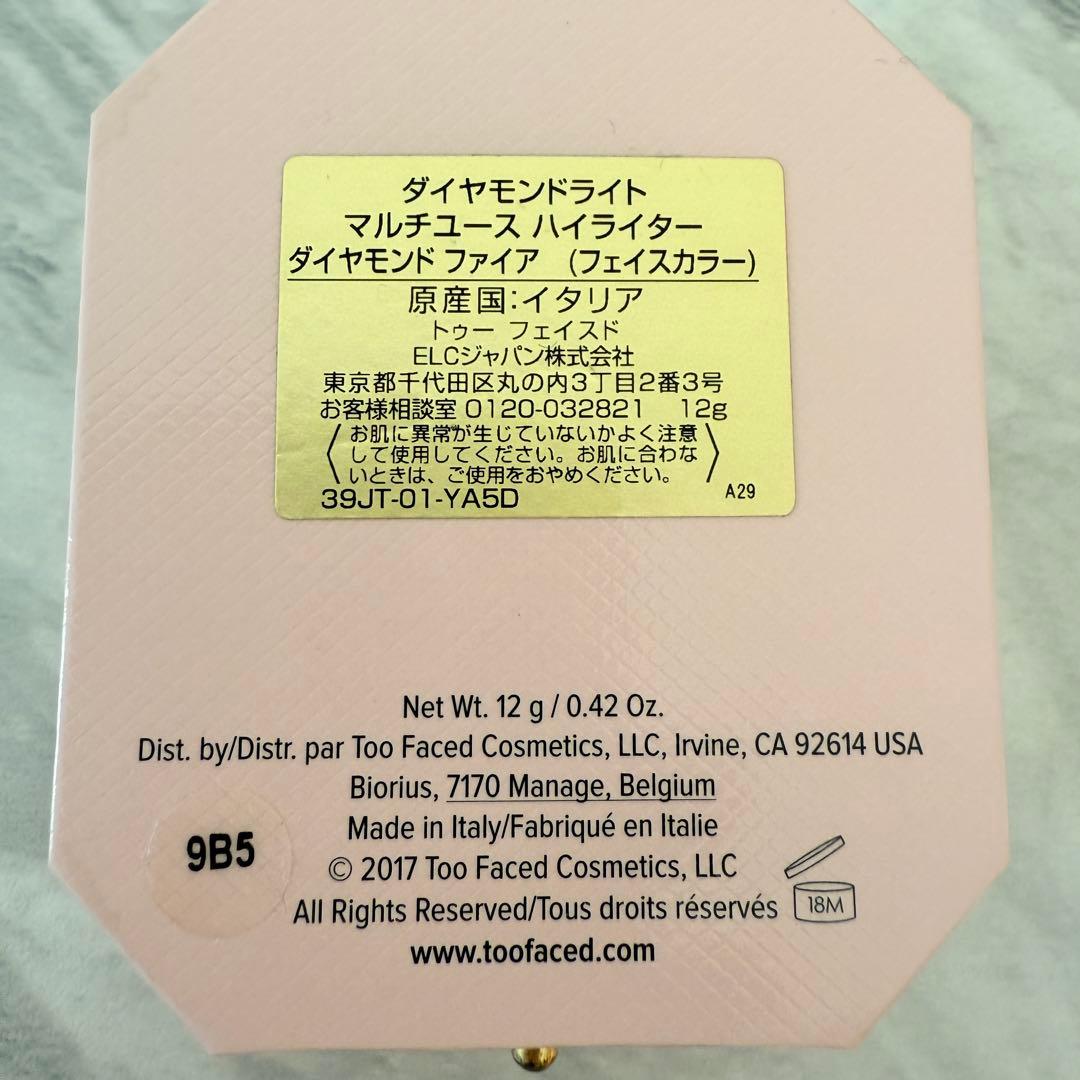 ダイヤモンドライト
マルチユース ハイライター
ダイヤモンド ファイア （フェイスカラー）
原産国：イタリア
トゥー フェイスド
ELCジャパン株式会社
東京都千代田区丸の内3丁目2番3号
お客様相談室 0120-032821 12g
お肌に異常が生じていないかよく注意
して使用してください。お肌に合わな
いときは、ご使用をおやめください。
39JT-01-YA5D A29
Net Wt. 12 g / 0.42 Oz.
Dist. by/Distr. par Too Faced Cosmetics, LLC, Irvine, CA 92614 USA
Biorius, 7170 Manage, Belgium
Made in Italy/Fabriqué en Italie
9B5
© 2017 Too Faced Cosmetics, LLC
All Rights Reserved/Tous droits réservés
18M
www.toofaced.com